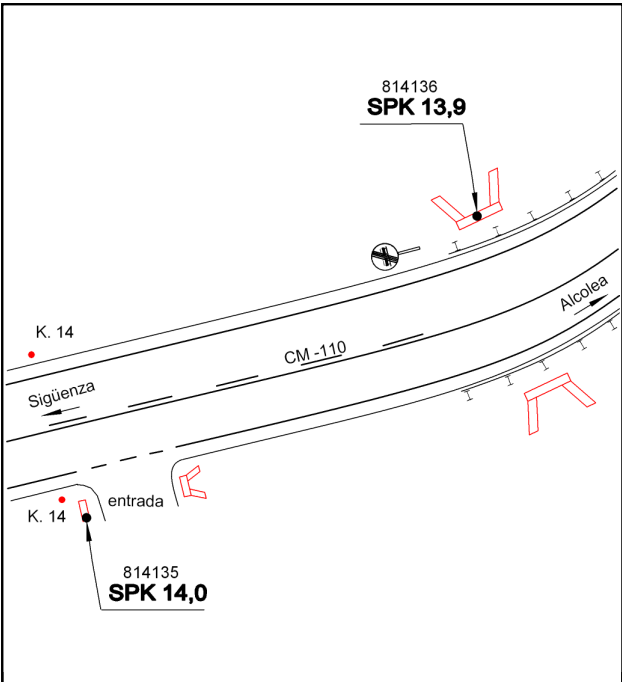 814136
SPK 13,9
Alcolea
K. 14
CM -110
Sigüenza
entrada
K. 14
814135
SPK 14,0